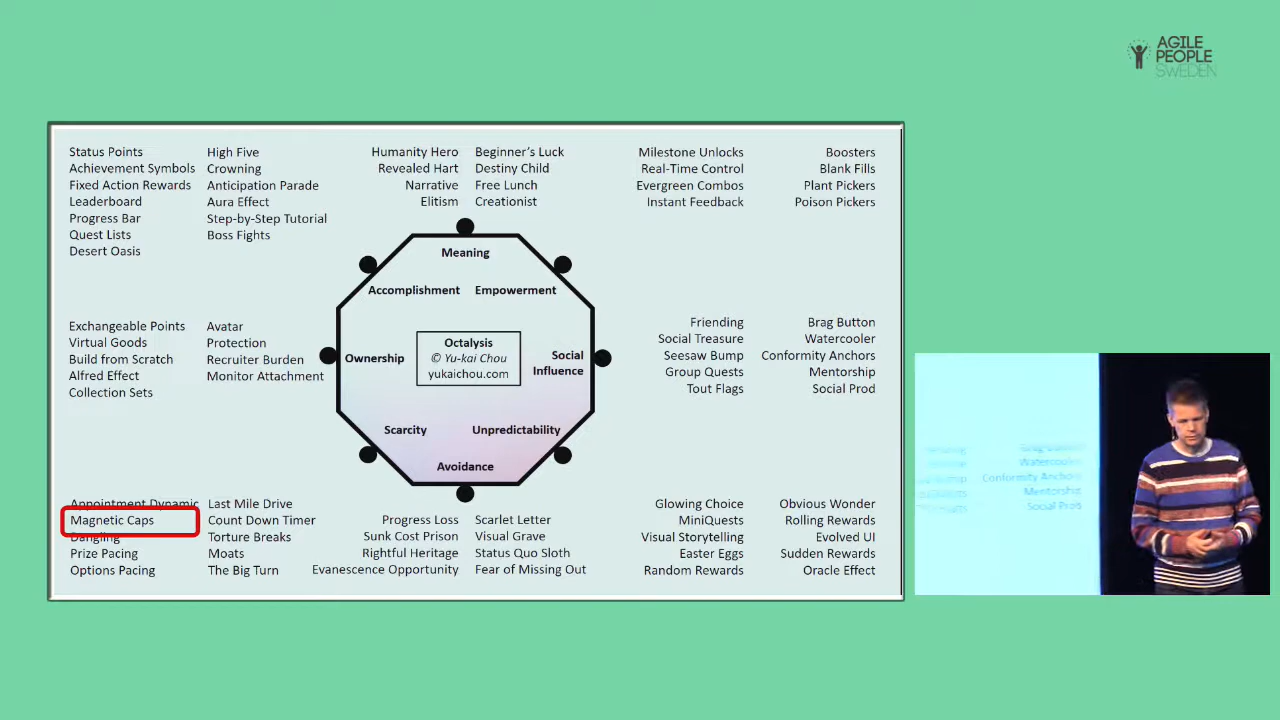 AGILE
PEOPLE
SWEDEN
Status Points
Achievement Symbols
Fixed Action Rewards
Leaderboard
Progress Bar
Quest Lists
Desert Oasis
High Five
Crowning
Anticipation Parade
Aura Effect
Step-by-Step Tutorial
Boss Fights
Humanity Hero
Revealed Hart
Narrative
Elitism
Beginner's Luck
Destiny Child
Free Lunch
Creationist
Milestone Unlocks
Real-Time Control
Evergreen Combos
Instant Feedback
Boosters
Blank Fills
Plant Pickers
Poison Pickers
Meaning
Accomplishment
Empowerment
Ownership
Octalysis
© Yu-kai Chou
yukaichou.com
Social
Influence
Scarcity
Unpredictability
Avoidance
Exchangeable Points
Virtual Goods
Build from Scratch
Alfred Effect
Collection Sets
Avatar
Protection
Recruiter Burden
Monitor Attachment
Friending
Social Treasure
Seesaw Bump
Group Quests
Tout Flags
Brag Button
Watercooler
Conformity Anchors
Mentorship
Social Prod
Appointment Dynamic
Magnetic Caps
Dangling
Prize Pacing
Options Pacing
Last Mile Drive
Count Down Timer
Torture Breaks
Moats
The Big Turn
Progress Loss
Sunk Cost Prison
Rightful Heritage
Evanescence Opportunity
Scarlet Letter
Visual Grave
Status Quo Sloth
Fear of Missing Out
Glowing Choice
MiniQuests
Visual Storytelling
Easter Eggs
Random Rewards
Obvious Wonder
Rolling Rewards
Evolved UI
Sudden Rewards
Oracle Effect
Brag Button
Watercooler
Conformity Anchors
Mentorship
Social Prod